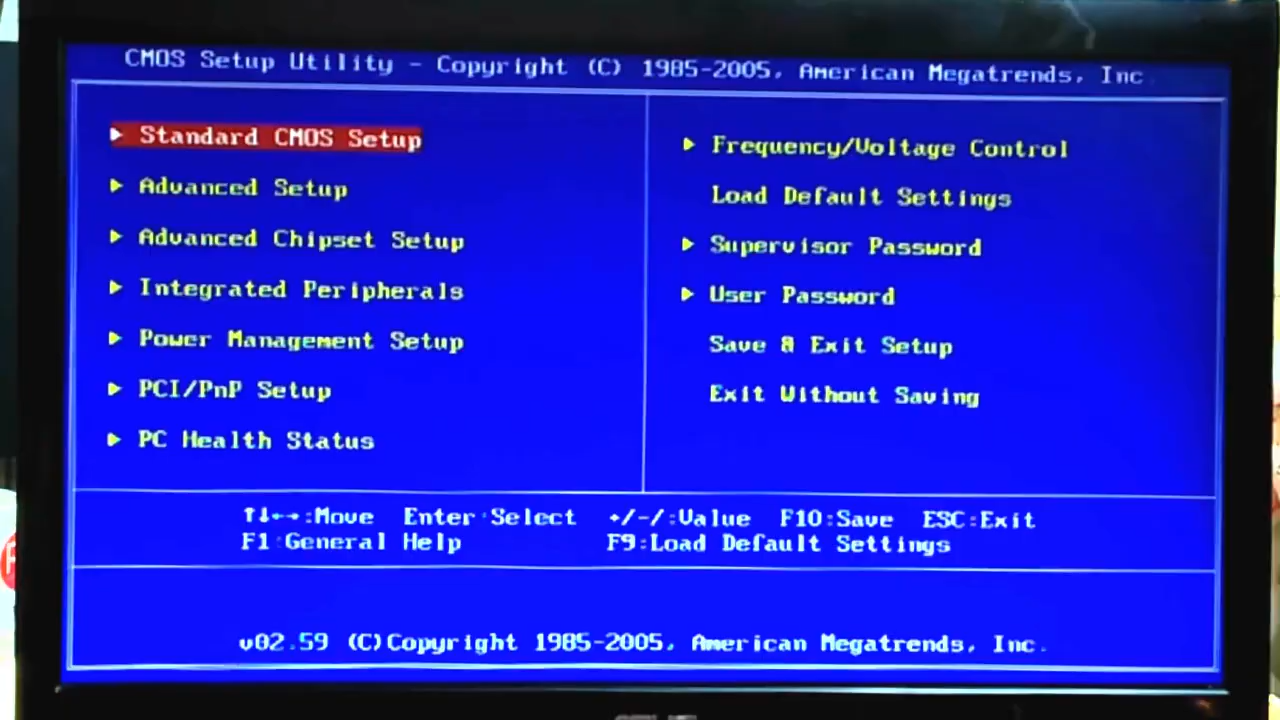 CMOS Setup Utility - Copyright (C) 1985-2005, American Megatrends, Inc.
▶ Standard CMOS Setup
▶ Advanced Setup
▶ Advanced Chipset Setup
▶ Integrated Peripherals
▶ Power Management Setup
▶ PCI/PnP Setup
▶ PC Health Status
▶ Frequency/Voltage Control
Load Default Settings
▶ Supervisor Password
▶ User Password
Save & Exit Setup
Exit Without Saving
↑↓←→:Move Enter:Select +/-/:Value F10:Save ESC:Exit
F1:General Help F9:Load Default Settings
v02.59 (C)Copyright 1985-2005, American Megatrends, Inc.